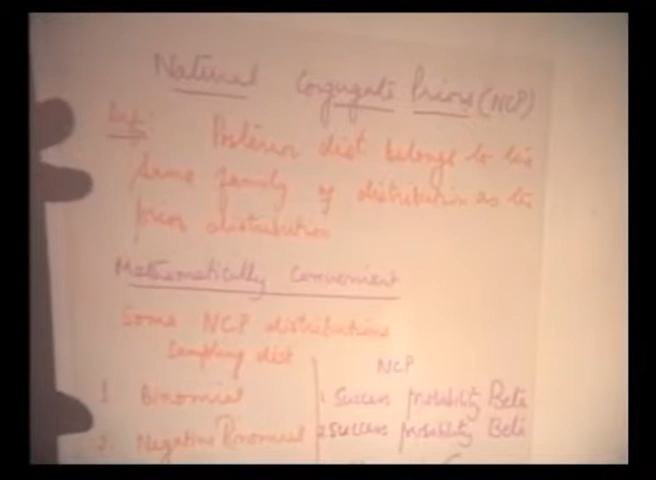 Natural Conjugate Priors (NCP)
Def: Posterior dist belongs to the
same family of distribution as the
prior distribution
Mathematically Convenient
Some NCP distributions
Sampling dist NCP
1 Binomial 1. Success probability Beta
2. Negative Binomial 2 Success probability Beta